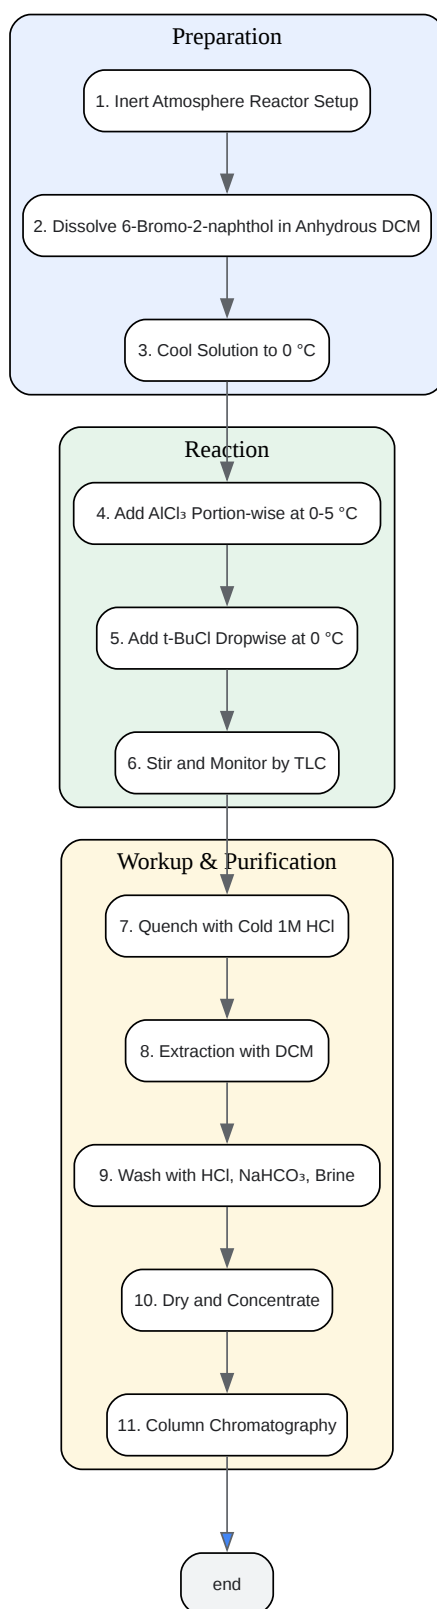 Preparation
1. Inert Atmosphere Reactor Setup
2. Dissolve 6-Bromo-2-naphthol in Anhydrous DCM
3. Cool Solution to 0 °C
Reaction
4. Add AlCl₃ Portion-wise at 0-5 °C
5. Add t-BuCl Dropwise at 0 °C
6. Stir and Monitor by TLC
Workup & Purification
7. Quench with Cold 1M HCl
8. Extraction with DCM
9. Wash with HCl, NaHCO₃, Brine
10. Dry and Concentrate
11. Column Chromatography
end